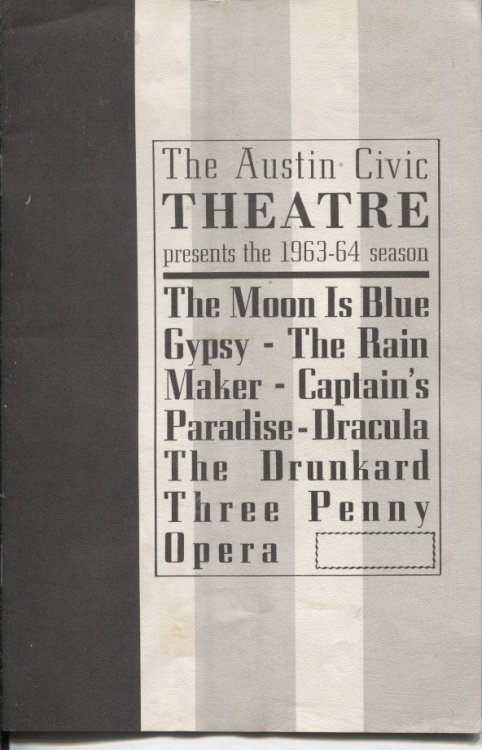 The Austin Civic
THEATRE
presents the 1963-64 season
The Moon Is Blue
Gypsy - The Rain
Maker - Captain's
Paradise - Dracula
The Drunkard
Three Penny
Opera